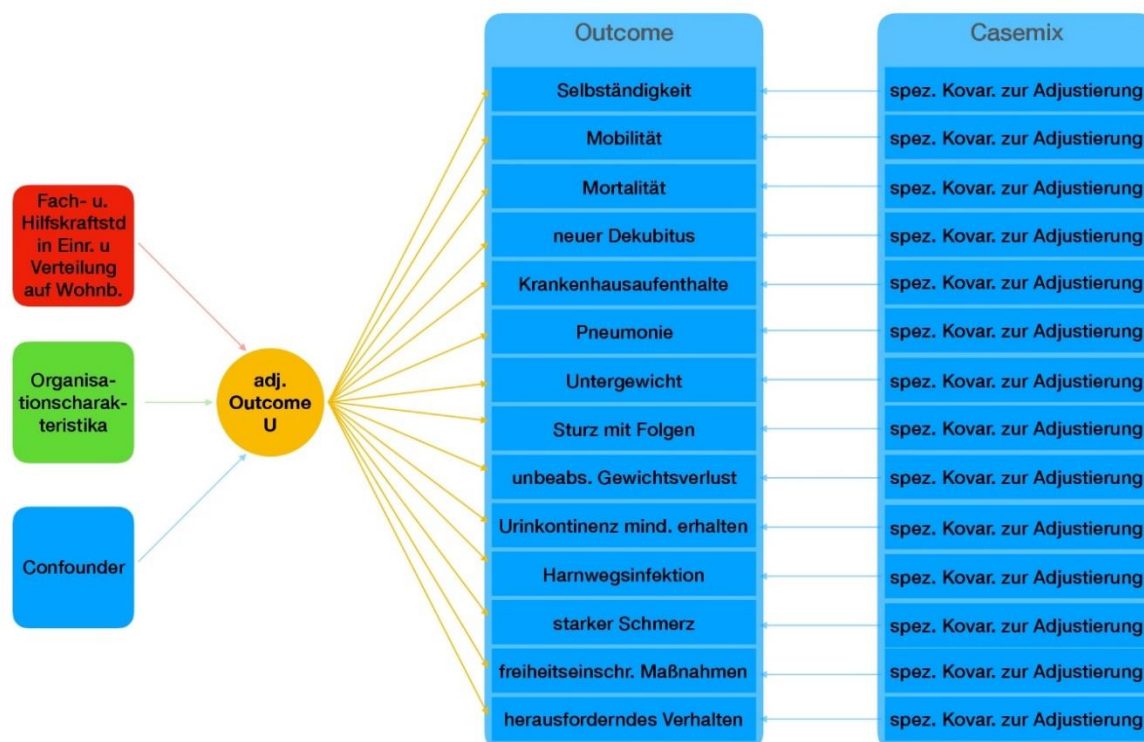 Outcome
Casemix
Selbständigkeit
spez. Kovar. zur Adjustierung
Mobilität
spez. Kovar. zur Adjustierung
Mortalität
spez. Kovar. zur Adjustierung
Fach- u.
Hilfskraftstd
in Einr. u
Verteilung
auf Wohnb.
neuer Dekubitus
spez. Kovar. zur Adjustierung
Krankenhausaufenthalte
spez. Kovar. zur Adjustierung
Pneumonie
spez. Kovar. zur Adjustierung
Organisa-
tionscharak-
teristika
adj.
Outcome
U
Untergewicht
spez. Kovar. zur Adjustierung
Sturz mit Folgen
spez. Kovar. zur Adjustierung
unbeabs. Gewichtsverlust
spez. Kovar. zur Adjustierung
Urinkontinenz mind. erhalten
spez. Kovar. zur Adjustierung
Confounder
Harnwegsinfektion
spez. Kovar. zur Adjustierung
starker Schmerz
spez. Kovar. zur Adjustierung
freiheitseinschr. Maßnahmen
spez. Kovar. zur Adjustierung
herausforderndes Verhalten
spez. Kovar. zur Adjustierung